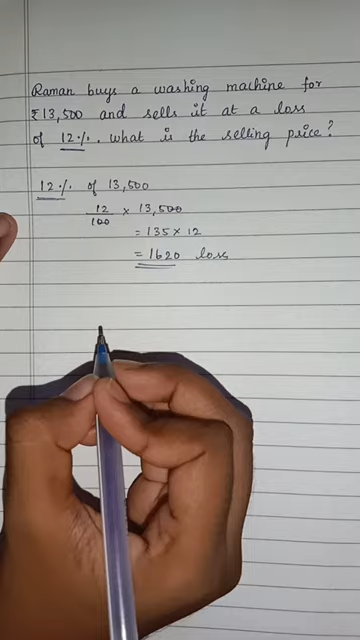 Raman buys a washing machine for
₹13,500 and sells it at a loss
of 12%. what is the selling price?
12% of 13,500
12/100 × 13,500
= 135 × 12
= 1620 loss